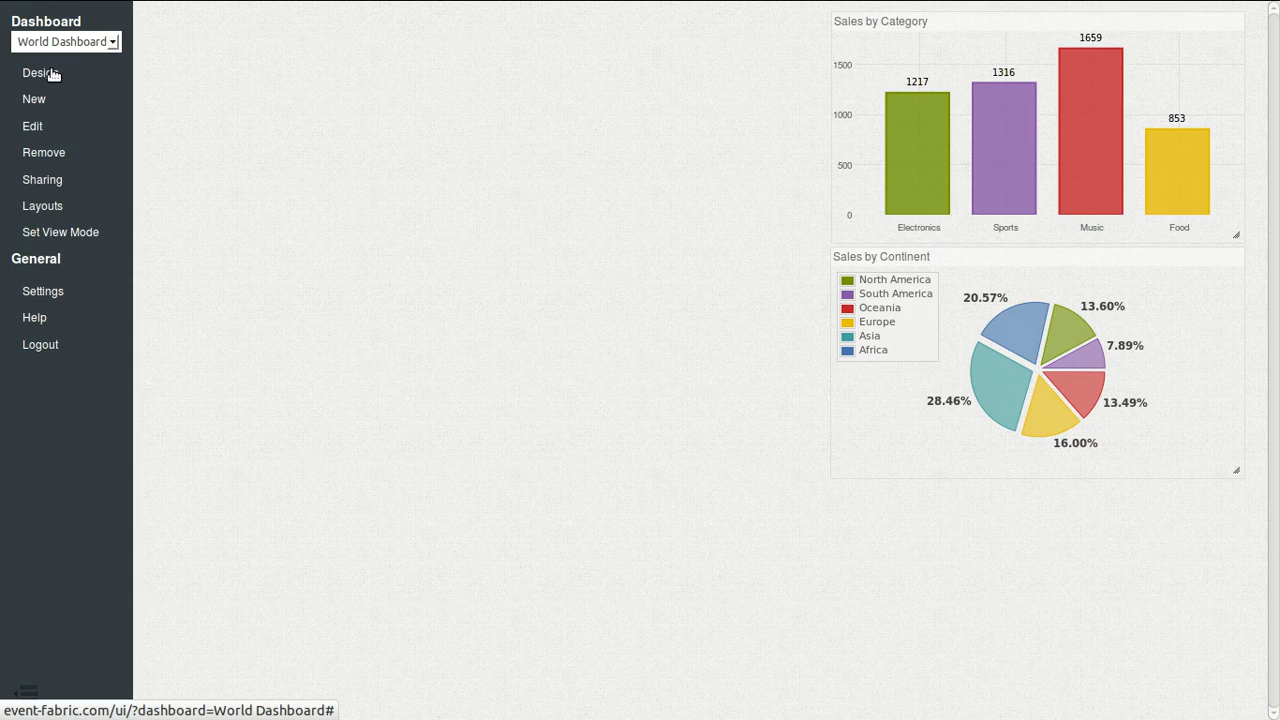 Dashboard
World Dashboard
New
Edit
Remove
Sharing
Layouts
Set View Mode
General
Settings
Help
Logout
Sales by Category
1659
1316
1217
853
1500
1000
500
0
Electronics Sports Music Food
Sales by Continent
North America
South America
Oceania
Europe
Asia
Africa
20.57%
13.60%
7.89%
28.46%
13.49%
16.00%
event-fabric.com/ui/?dashboard=World Dashboard#